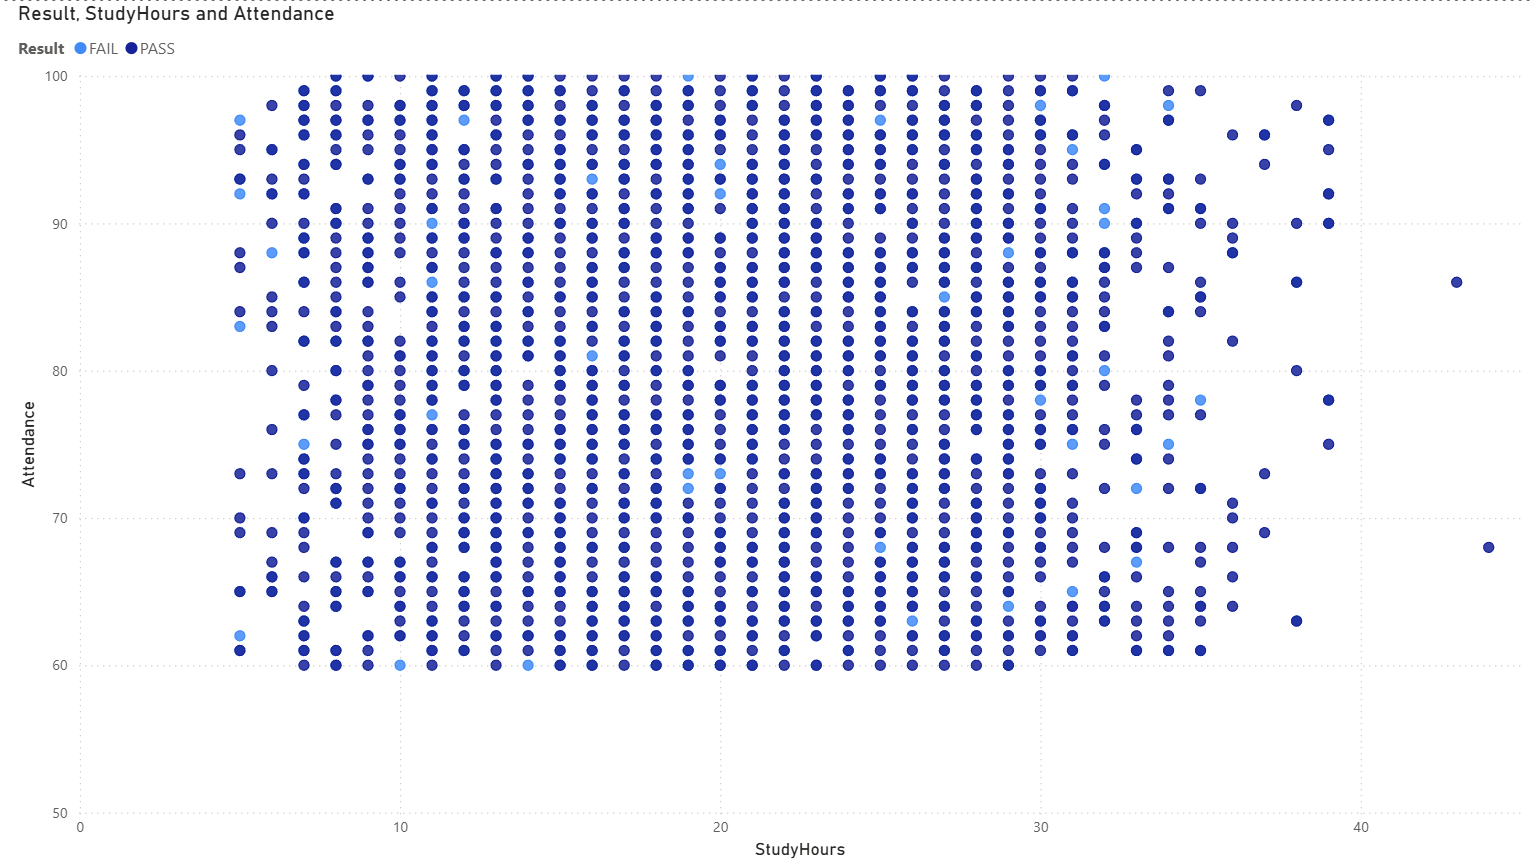 Result, StudyHours and Attendance
Result FAIL PASS
100
90
80
70
60
50
Attendance
0 10 20 30 40
StudyHours